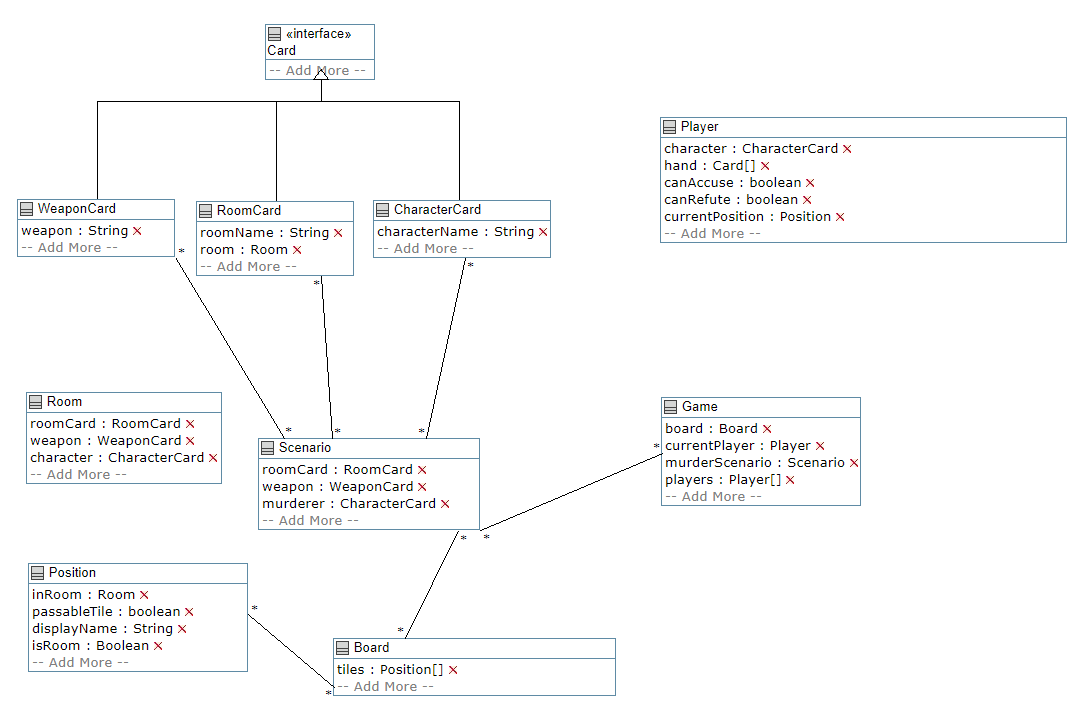 «interface»
Card
-- Add More --
Player
character : CharacterCard ×
hand : Card[] ×
canAccuse : boolean ×
canRefute : boolean ×
currentPosition : Position ×
-- Add More --
WeaponCard
weapon : String ×
-- Add More --
RoomCard
roomName : String ×
room : Room ×
-- Add More --
CharacterCard
characterName : String ×
-- Add More --
*
*
*
Room
roomCard : RoomCard ×
weapon : WeaponCard ×
character : CharacterCard ×
-- Add More --
*
*
*
Scenario
roomCard : RoomCard ×
weapon : WeaponCard ×
murderer : CharacterCard ×
-- Add More --
*
*
*
Game
board : Board ×
currentPlayer : Player ×
murderScenario : Scenario ×
players : Player[] ×
-- Add More --
Position
inRoom : Room ×
passableTile : boolean ×
displayName : String ×
isRoom : Boolean ×
-- Add More --
*
*
*
Board
tiles : Position[] ×
-- Add More --